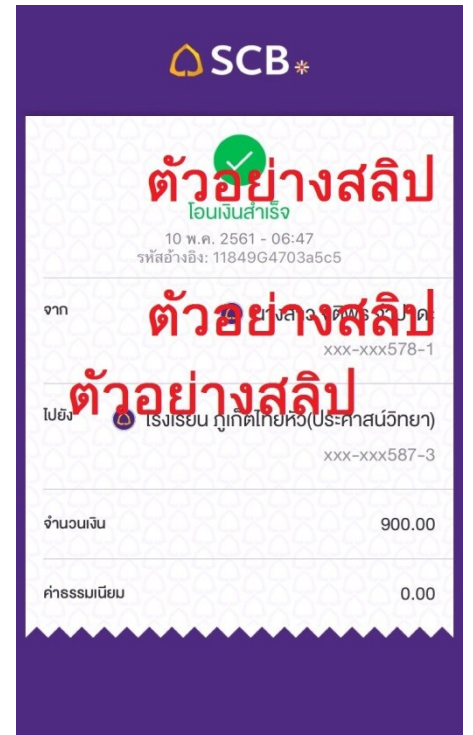 SCB
ตัวอย่างสลิป
โอนเงินสำเร็จ
10 พ.ค. 2561 - 06:47
รหัสอ้างอิง: 11849G4703a5c5
จาก
ตัวอย่างสลิป
xxx-xxx578-1
ตัวอย่างสลิป
ไปยัง
โรงเรียน ภูเก็ตไทยหัว(ประศาสน์วิทยา)
xxx-xxx587-3
จำนวนเงิน 900.00
ค่าธรรมเนียม 0.00